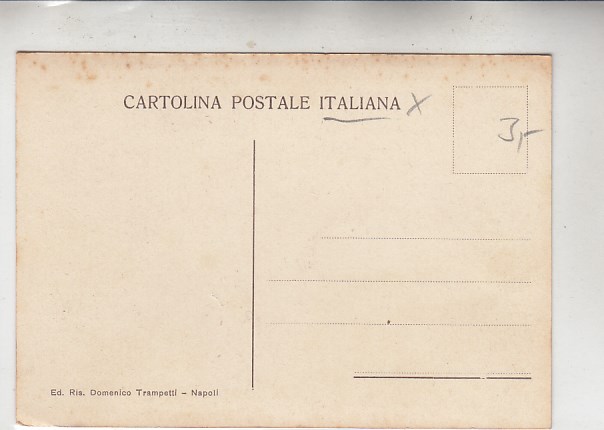 CARTOLINA POSTALE ITALIANA X
3,-
Ed. Ris. Domenico Trampetti – Napoli